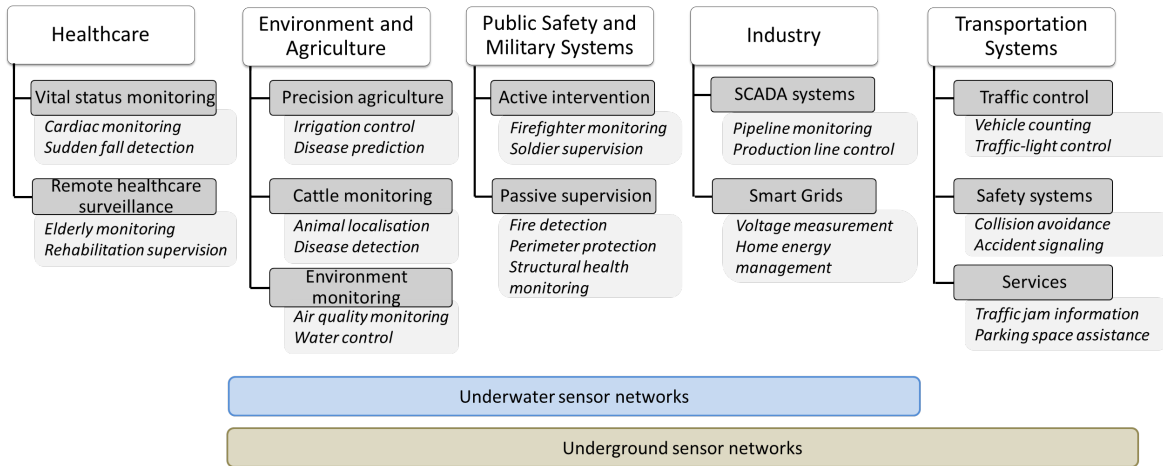 Healthcare
Vital status monitoring
Cardiac monitoring
Sudden fall detection
Remote healthcare
surveillance
Elderly monitoring
Rehabilitation supervision
Environment and
Agriculture
Precision agriculture
Irrigation control
Disease prediction
Cattle monitoring
Animal localisation
Disease detection
Environment
monitoring
Air quality monitoring
Water control
Public Safety and
Military Systems
Active intervention
Firefighter monitoring
Soldier supervision
Passive supervision
Fire detection
Perimeter protection
Structural health
monitoring
Industry
SCADA systems
Pipeline monitoring
Production line control
Smart Grids
Voltage measurement
Home energy
management
Transportation
Systems
Traffic control
Vehicle counting
Traffic-light control
Safety systems
Collision avoidance
Accident signaling
Services
Traffic jam information
Parking space assistance
Underwater sensor networks
Underground sensor networks